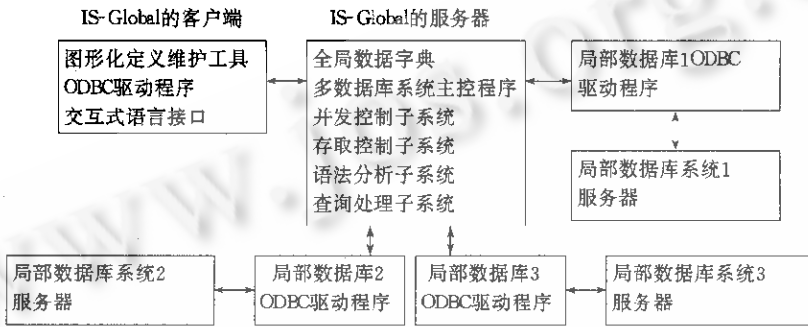 IS-Global的客户端
IS-Global的服务器
图形化定义维护工具
ODBC驱动程序
交互式语言接口
全局数据字典
多数据库系统主控程序
并发控制子系统
存取控制子系统
语法分析子系统
查询处理子系统
局部数据库1ODBC
驱动程序
局部数据库系统1
服务器
局部数据库系统2
服务器
局部数据库2
ODBC驱动程序
局部数据库3
ODBC驱动程序
局部数据库系统3
服务器